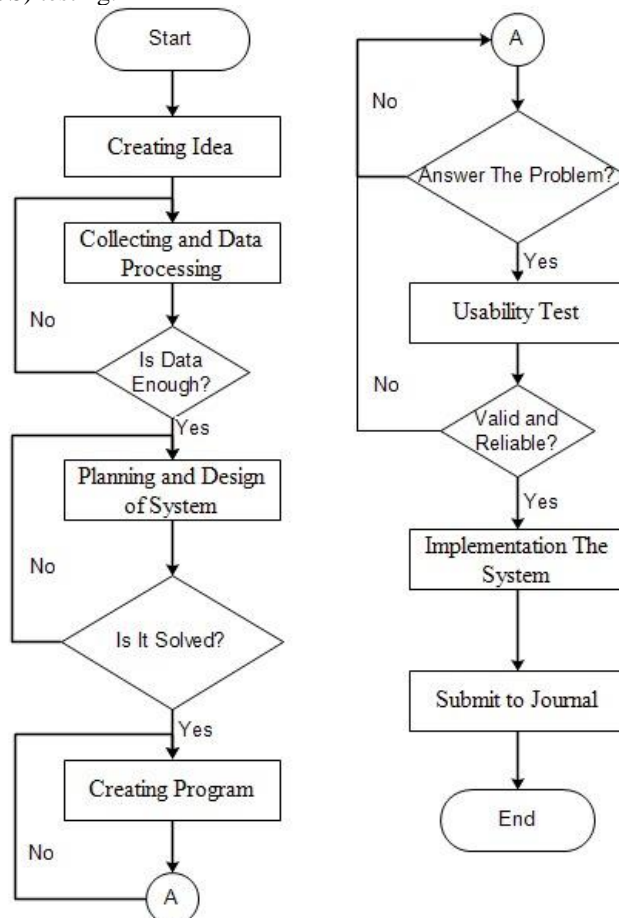 Start
Creating Idea
Collecting and Data
Processing
No
Is Data
Enough?
Yes
Planning and Design
of System
No
Is It Solved?
Yes
Creating Program
No
A
A
No
Answer The Problem?
Yes
Usability Test
No
Valid and
Reliable?
Yes
Implementation The
System
Submit to Journal
End